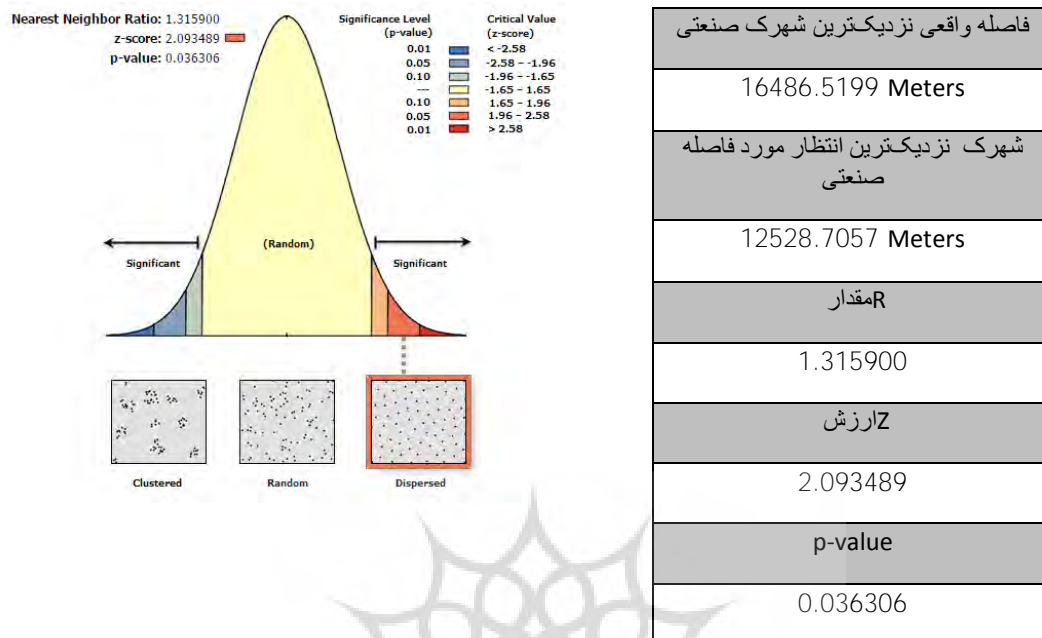 Nearest Neighbor Ratio: 1.315900
z-score: 2.093489
p-value: 0.036306
Significance Level
(p-value)
0.01
0.05
0.10
---
0.10
0.05
0.01
Critical Value
(z-score)
< -2.58
-2.58 - -1.96
-1.96 - -1.65
-1.65 - 1.65
1.65 - 1.96
1.96 - 2.58
> 2.58
(Random)
Significant
Significant
Clustered
Random
Dispersed
فاصله واقعی نزدیک‌ترین شهرک صنعتی
16486.5199 Meters
شهرک نزدیک‌ترین انتظار مورد فاصله
صنعتی
12528.7057 Meters
مقدارR
1.315900
ارزشZ
2.093489
p-value
0.036306